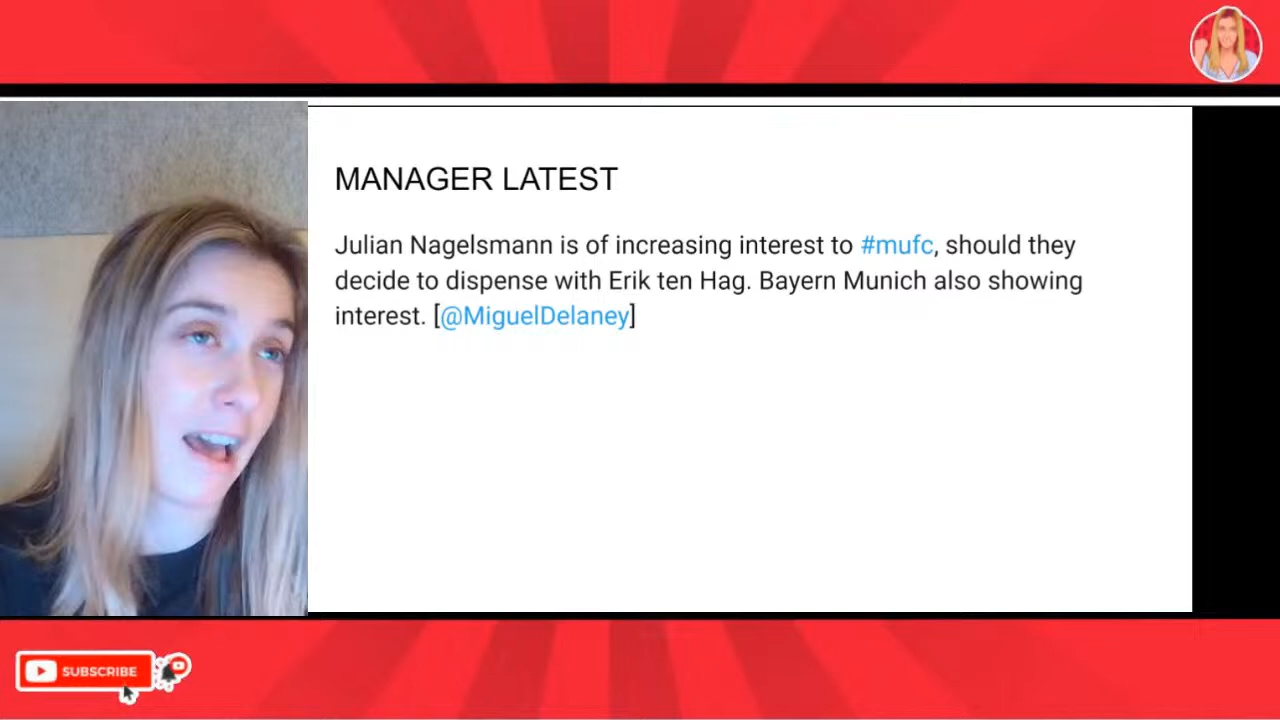 MANAGER LATEST
Julian Nagelsmann is of increasing interest to #mufc, should they
decide to dispense with Erik ten Hag. Bayern Munich also showing
interest. [@MiguelDelaney]
SUBSCRIBE